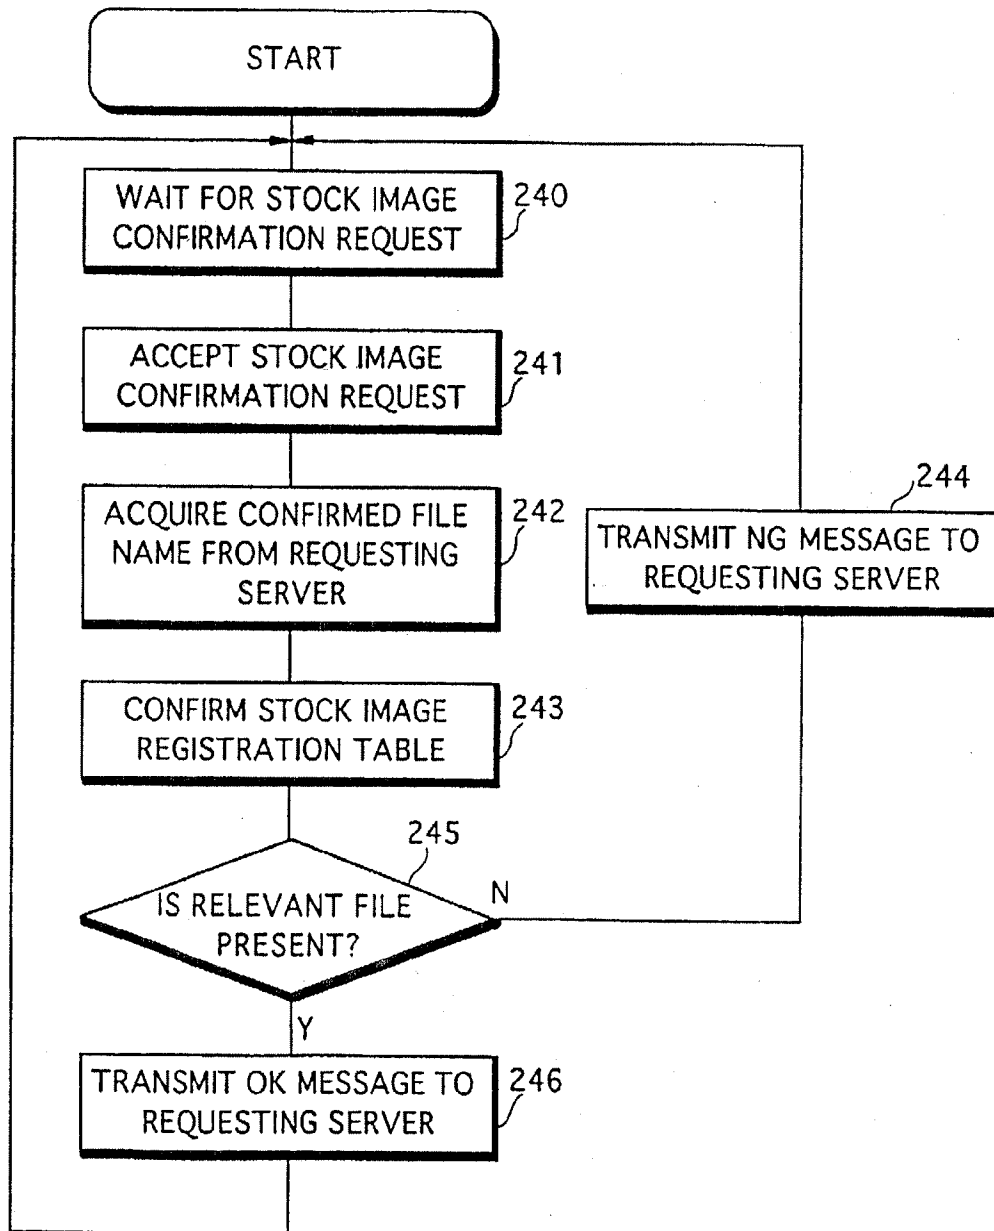 START
WAIT FOR STOCK IMAGE
CONFIRMATION REQUEST
240
ACCEPT STOCK IMAGE
CONFIRMATION REQUEST
241
ACQUIRE CONFIRMED FILE
NAME FROM REQUESTING
SERVER
242
244
TRANSMIT NG MESSAGE TO
REQUESTING SERVER
CONFIRM STOCK IMAGE
REGISTRATION TABLE
243
245
IS RELEVANT FILE
PRESENT?
N
Y
TRANSMIT OK MESSAGE TO
REQUESTING SERVER
246